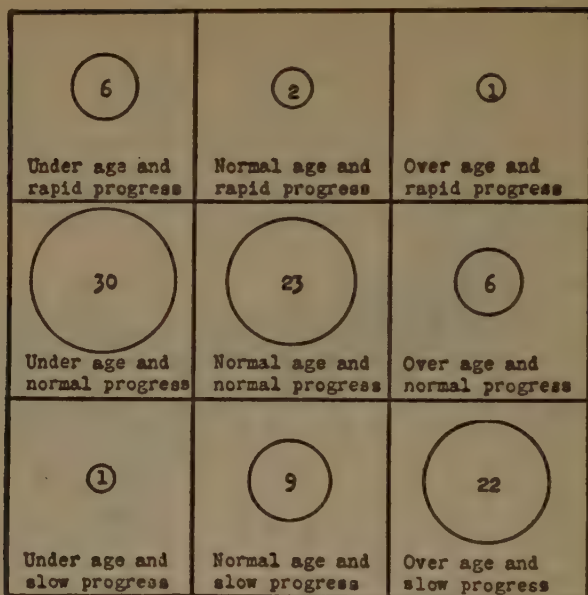 6
2
1
Under age and
rapid progress
Normal age and
rapid progress
Over age and
rapid progress
30
23
6
Under age and
normal progress
Normal age and
normal progress
Over age and
normal progress
1
9
22
Under age and
slow progress
Normal age and
slow progress
Over age and
slow progress